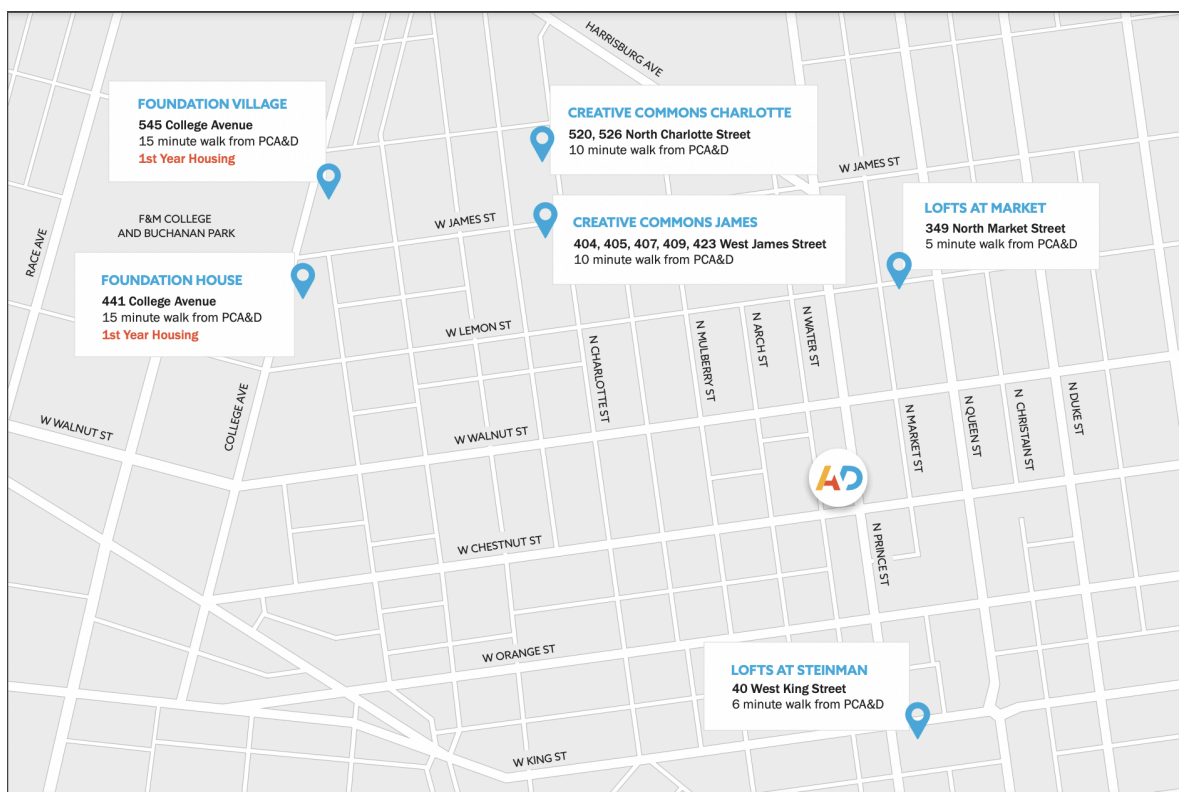 HARRISBURG AVE
FOUNDATION VILLAGE
545 College Avenue
15 minute walk from PCA&D
1st Year Housing
CREATIVE COMMONS CHARLOTTE
520, 526 North Charlotte Street
10 minute walk from PCA&D
W JAMES ST
F&M COLLEGE
AND BUCHANAN PARK
W JAMES ST
CREATIVE COMMONS JAMES
404, 405, 407, 409, 423 West James Street
10 minute walk from PCA&D
LOFTS AT MARKET
349 North Market Street
5 minute walk from PCA&D
RACE AVE
FOUNDATION HOUSE
441 College Avenue
15 minute walk from PCA&D
1st Year Housing
W LEMON ST
N CHARLOTTE ST
N MULBERRY ST
N ARCH ST
N WATER ST
COLLEGE AVE
W WALNUT ST
W WALNUT ST
N MARKET ST
N QUEEN ST
N CHRISTAIN ST
N DUKE ST
AD
W CHESTNUT ST
N PRINCE ST
W ORANGE ST
LOFTS AT STEINMAN
40 West King Street
6 minute walk from PCA&D
W KING ST